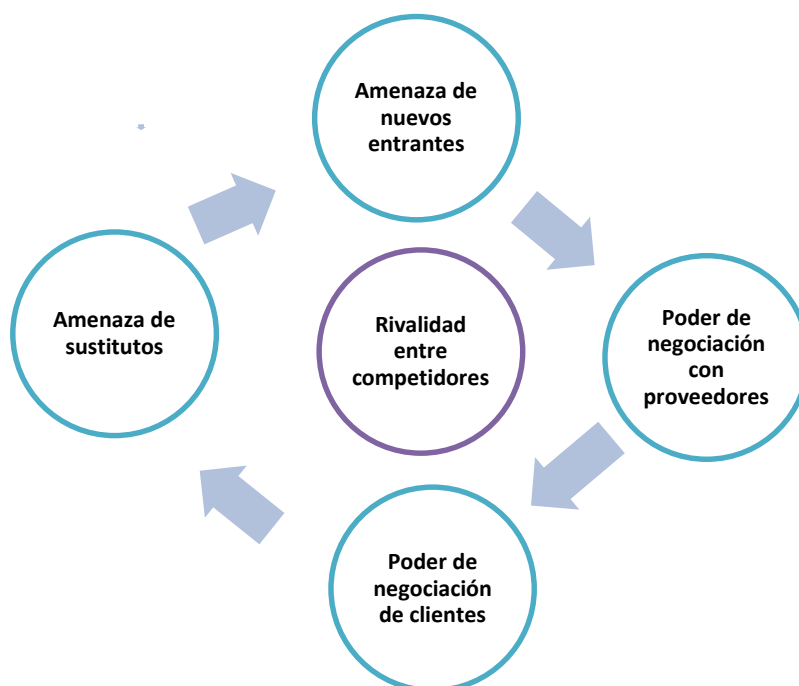 Amenaza de
nuevos
entrantes
Amenaza de
sustitutos
Rivalidad
entre
competidores
Poder de
negociación
con
proveedores
Poder de
negociación
de clientes